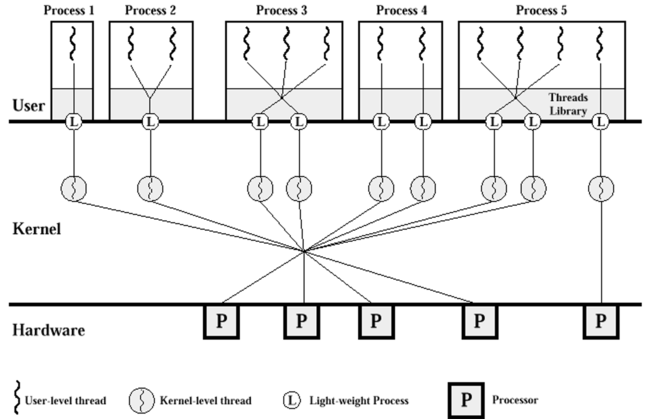 Process 1 Process 2 Process 3 Process 4 Process 5
User
Threads
Library
L L L L L L L L L
Kernel
P P P P P
Hardware
User-level thread Kernel-level thread L Light-weight Process P Processor